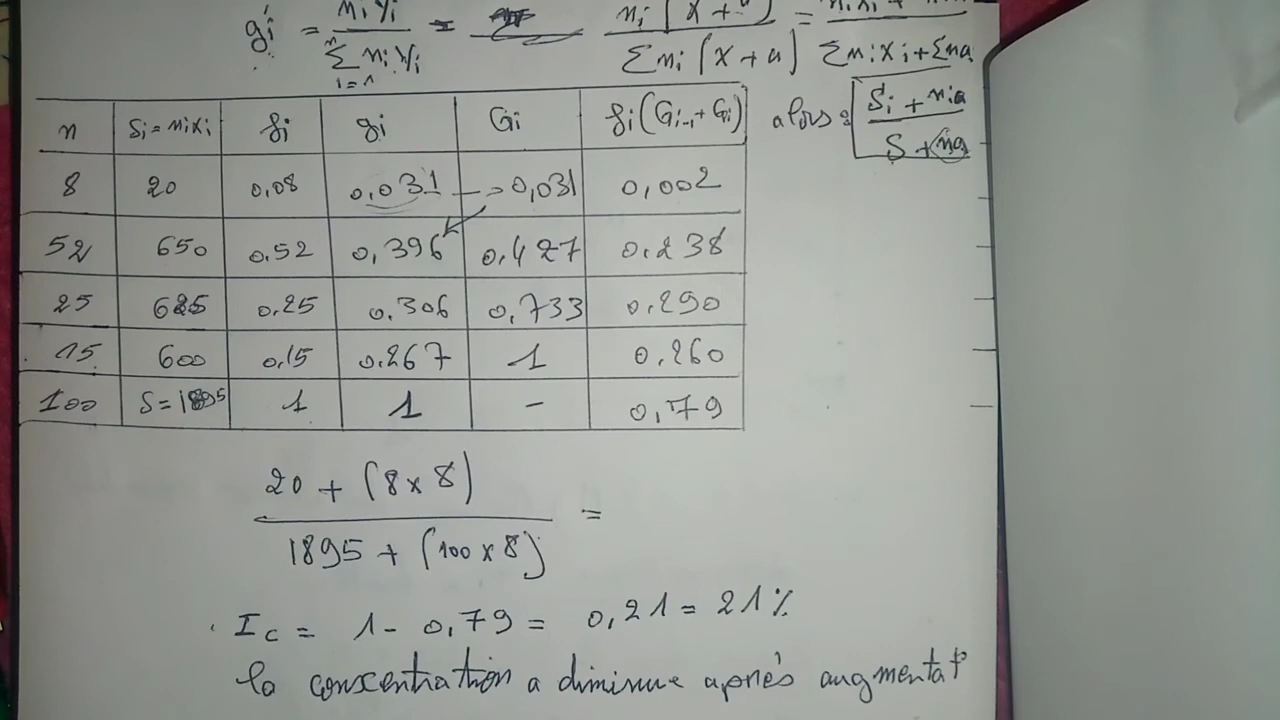 gi = ni yi / Σ ni yi = ni (x + a) / Σ ni (x + a) = ni xi + / Σ ni xi + Σ na
i=1
n | Si = nixi | fi | gi | Gi | fi(Gi-1 + Gi) alors: Si + nia / S + na
8 | 20 | 0,08 | 0,031 -> | 0,031 | 0,002
52 | 650 | 0,52 | 0,396 | 0,427 | 0,238
25 | 625 | 0,25 | 0,306 | 0,733 | 0,290
15 | 600 | 0,15 | 0,267 | 1 | 0,260
100 | S = 1895 | 1 | 1 | - | 0,79
20 + (8 x 8)
1895 + (100 x 8) =
Ic = 1 - 0,79 = 0,21 = 21 %
la concentration a diminue après augmentat°